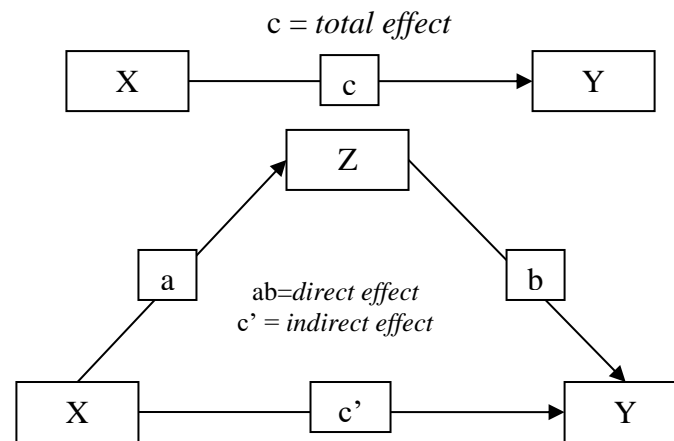 c = total effect
X
c
Y
Z
a
b
ab=direct effect
c’ = indirect effect
X
c’
Y